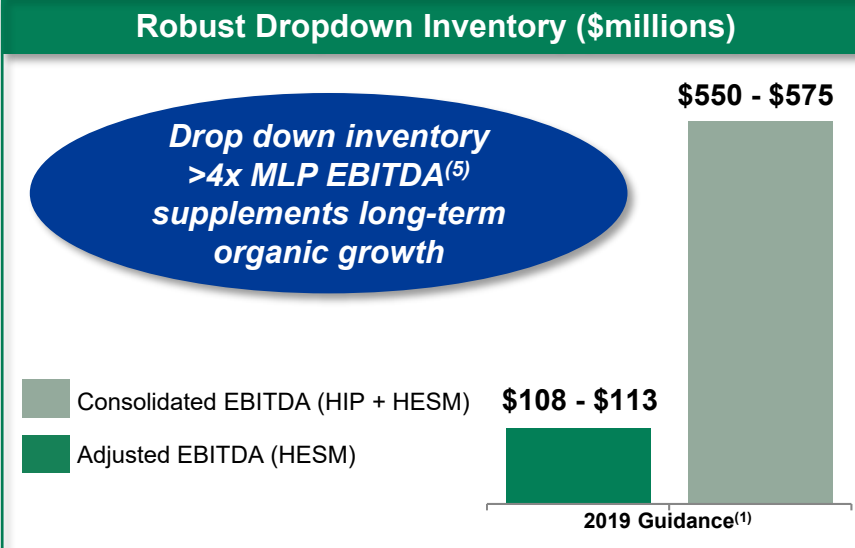 Robust Dropdown Inventory ($millions)
$550 - $575
Drop down inventory
>4x MLP EBITDA(5)
supplements long-term
organic growth
Consolidated EBITDA (HIP + HESM)
$108 - $113
Adjusted EBITDA (HESM)
2019 Guidance(1)